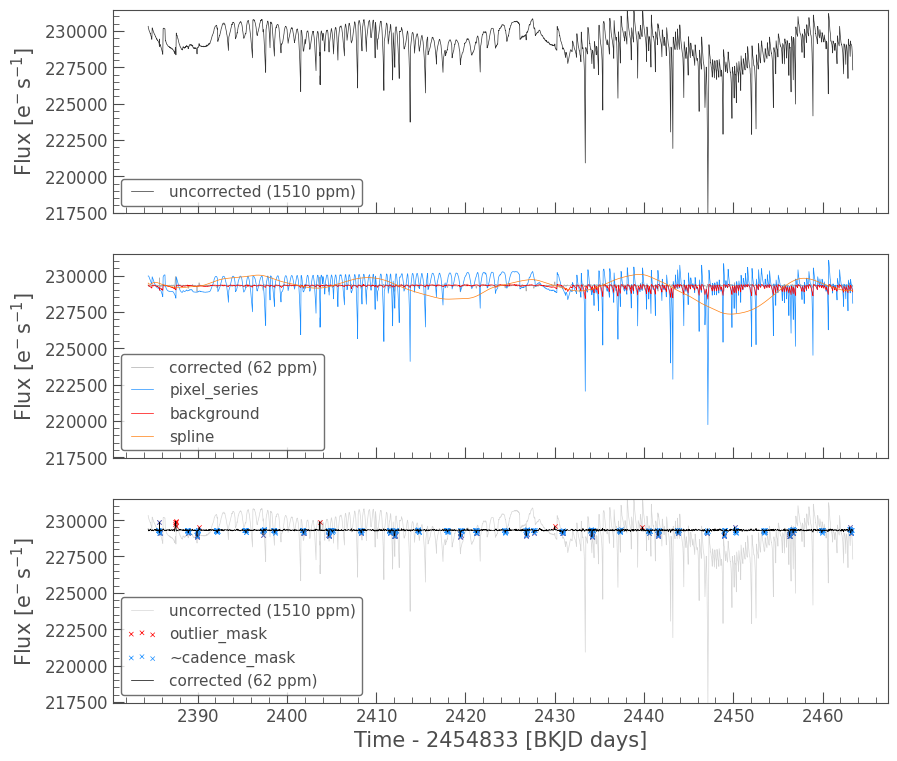 Flux [e⁻ s⁻¹]
230000
227500
225000
222500
220000
217500
uncorrected (1510 ppm)
Flux [e⁻ s⁻¹]
230000
227500
225000
222500
220000
217500
corrected (62 ppm)
pixel_series
background
spline
Flux [e⁻ s⁻¹]
230000
227500
225000
222500
220000
217500
uncorrected (1510 ppm)
outlier_mask
~cadence_mask
corrected (62 ppm)
2390 2400 2410 2420 2430 2440 2450 2460
Time - 2454833 [BKJD days]